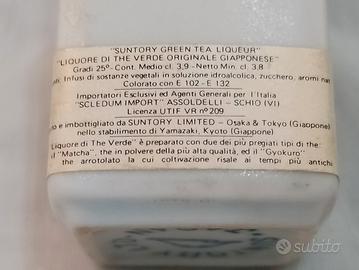 "SUNTORY GREEN TEA LIQUEUR"
"LIQUORE DI THE VERDE ORIGINALE GIAPPONESE"
Gradi 25° - Cont. Medio cl. 3,9 - Netto Min. cl. 3,8
Infusi di sostanze vegetali in soluzione idroalcolica, zucchero, aromi nat
Colorato con E 102 - E 132
Importatori Esclusivi ed Agenti Generali per l'Italia
"SCLEDUM IMPORT" ASSOLDELLI - SCHIO (VI)
Licenza UTIF VR nº 209
to e imbottigliato da SUNTORY LIMITED - Osaka & Tokyo (Giappone)
nello stabilimento di Yamazaki, Kyoto (Giappone)
Liquore di The Verde" è preparato con due dei più pregiati tipi di the:
il "Matcha", the in polvere della più alta qualità, ed il "Gyokuro"
the arrotolato la cui coltivazione risale ai tempi più antichi
subito.it